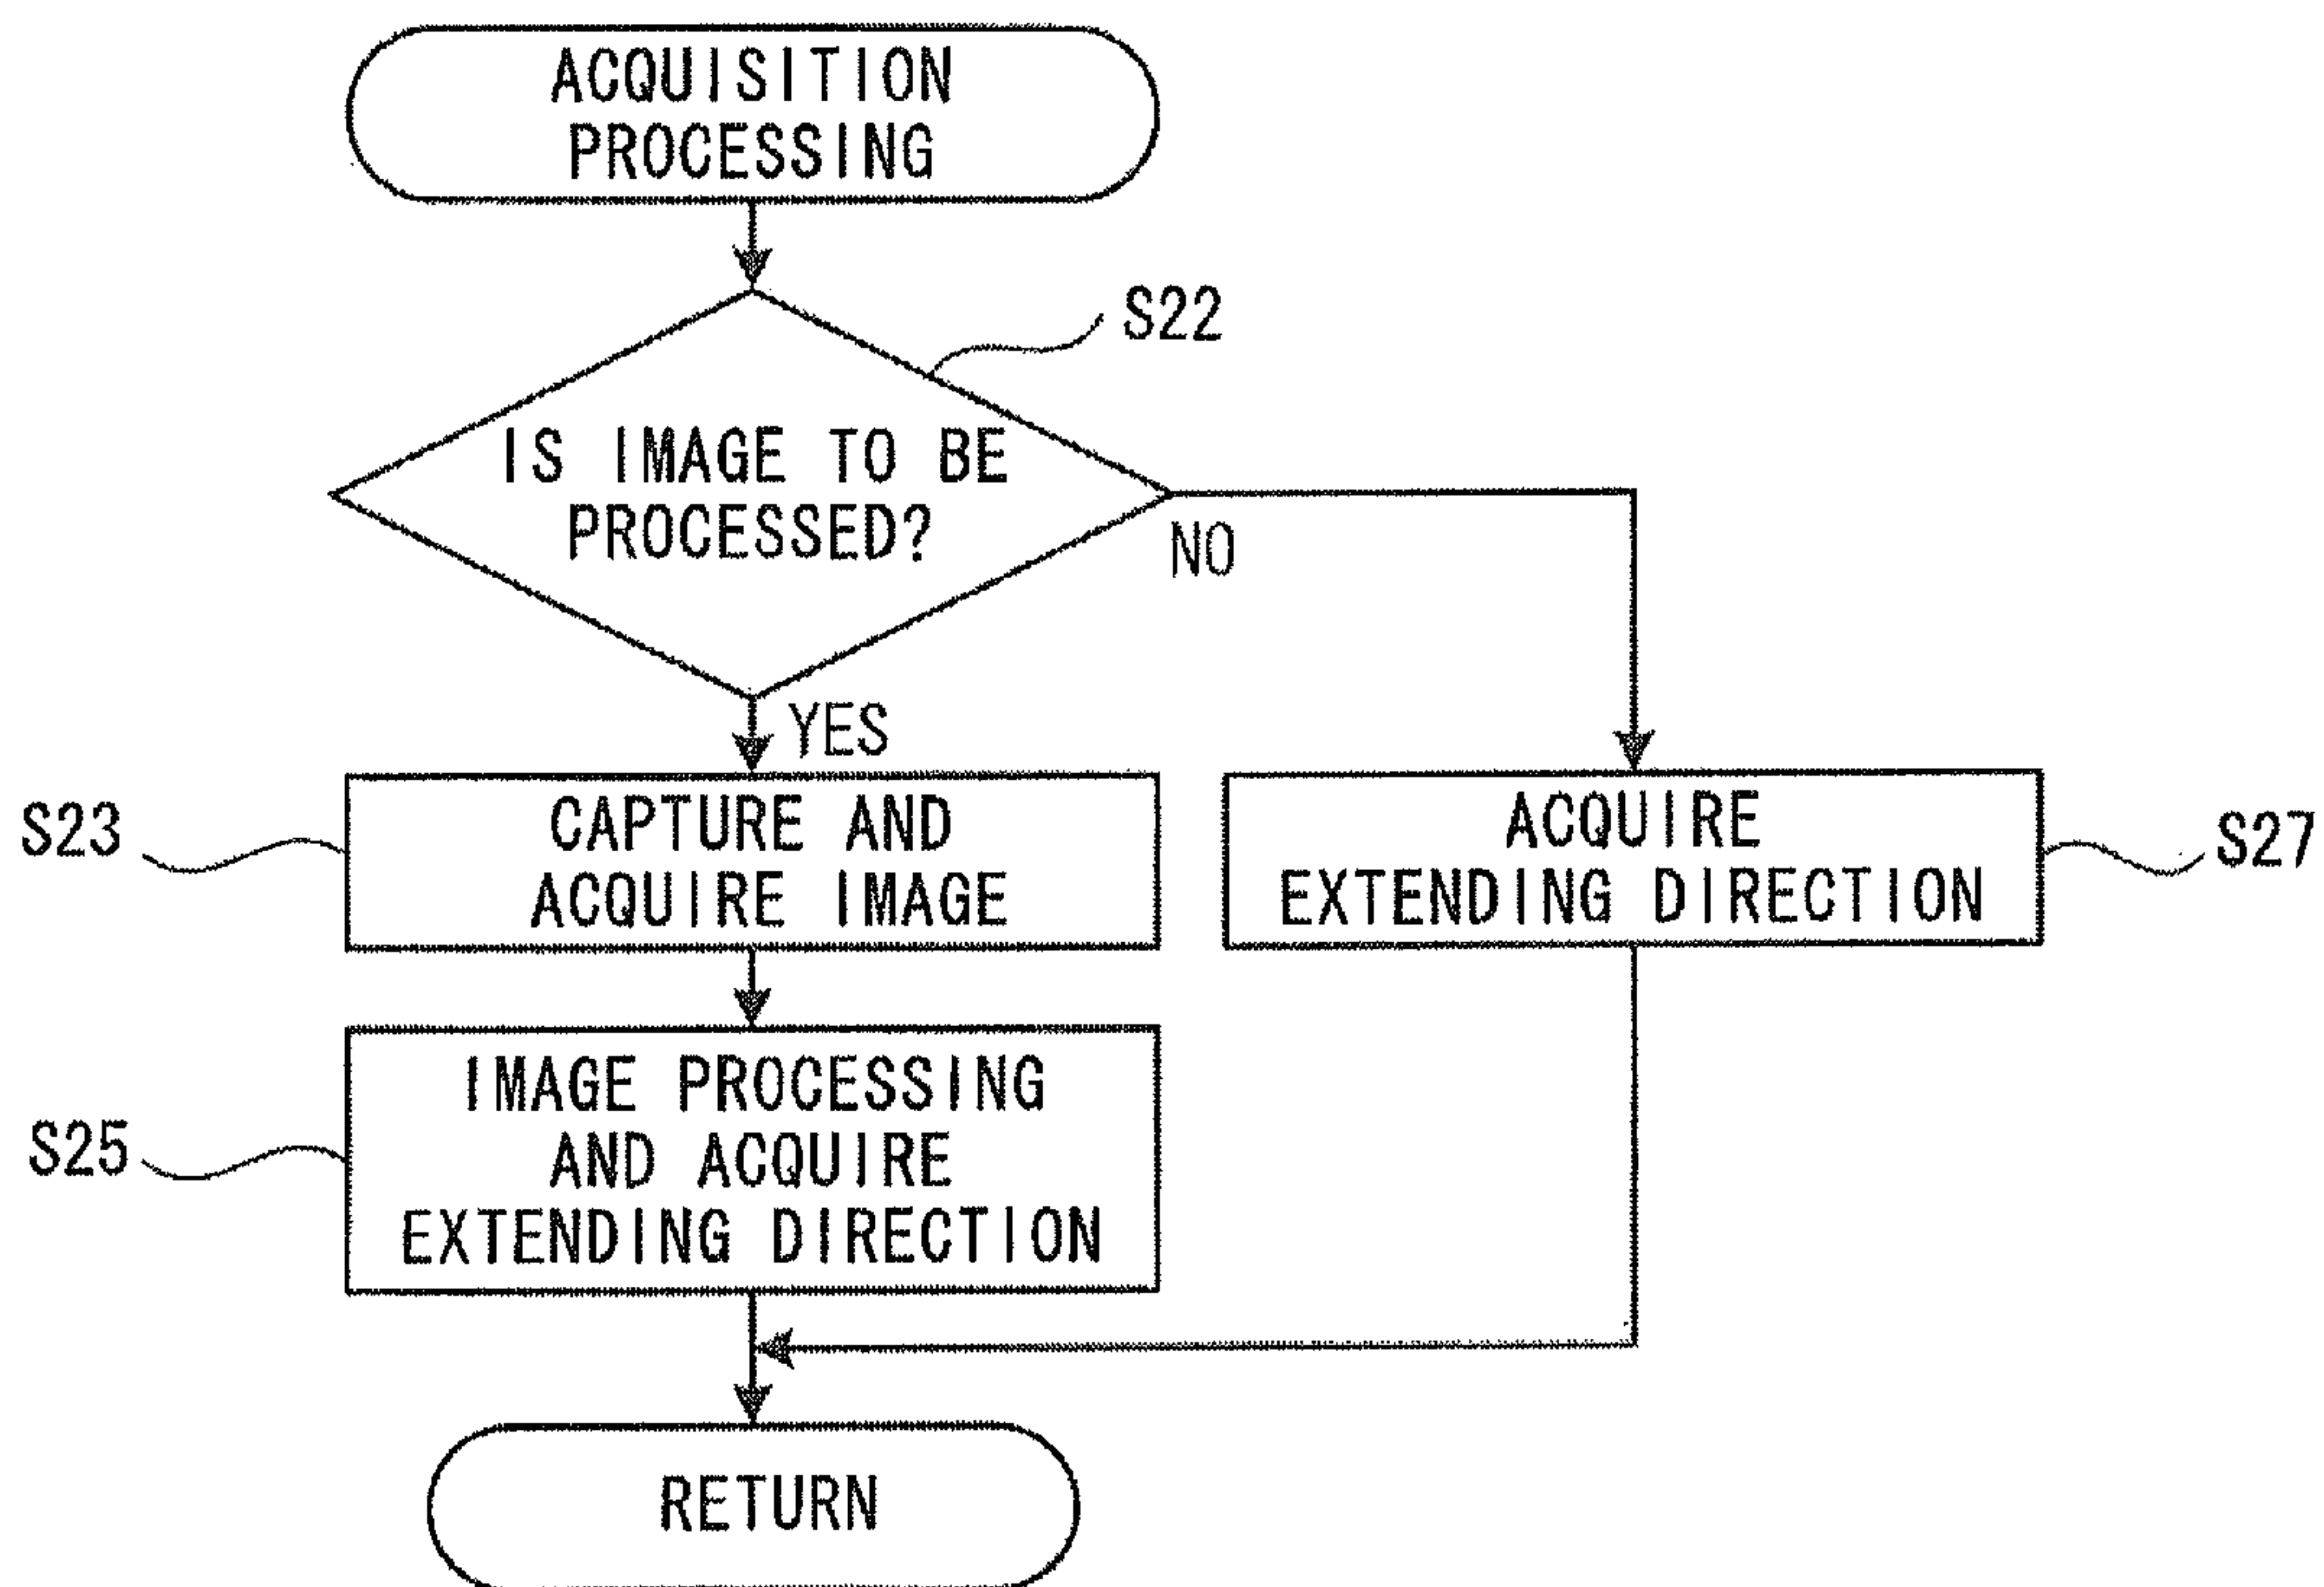 ACQUISITION
PROCESSING
S22
IS IMAGE TO BE
PROCESSED?
NO
YES
S23
CAPTURE AND
ACQUIRE IMAGE
ACQUIRE
EXTENDING DIRECTION
S27
S25
IMAGE PROCESSING
AND ACQUIRE
EXTENDING DIRECTION
RETURN